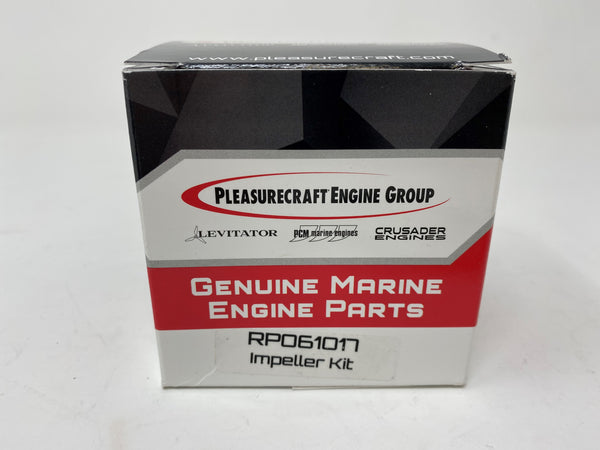 www.pleasurecraft.com
PLEASURECRAFT ENGINE GROUP
LEVITATOR PCM marine engines CRUSADER ENGINES
GENUINE MARINE
ENGINE PARTS
RP061017
Impeller Kit